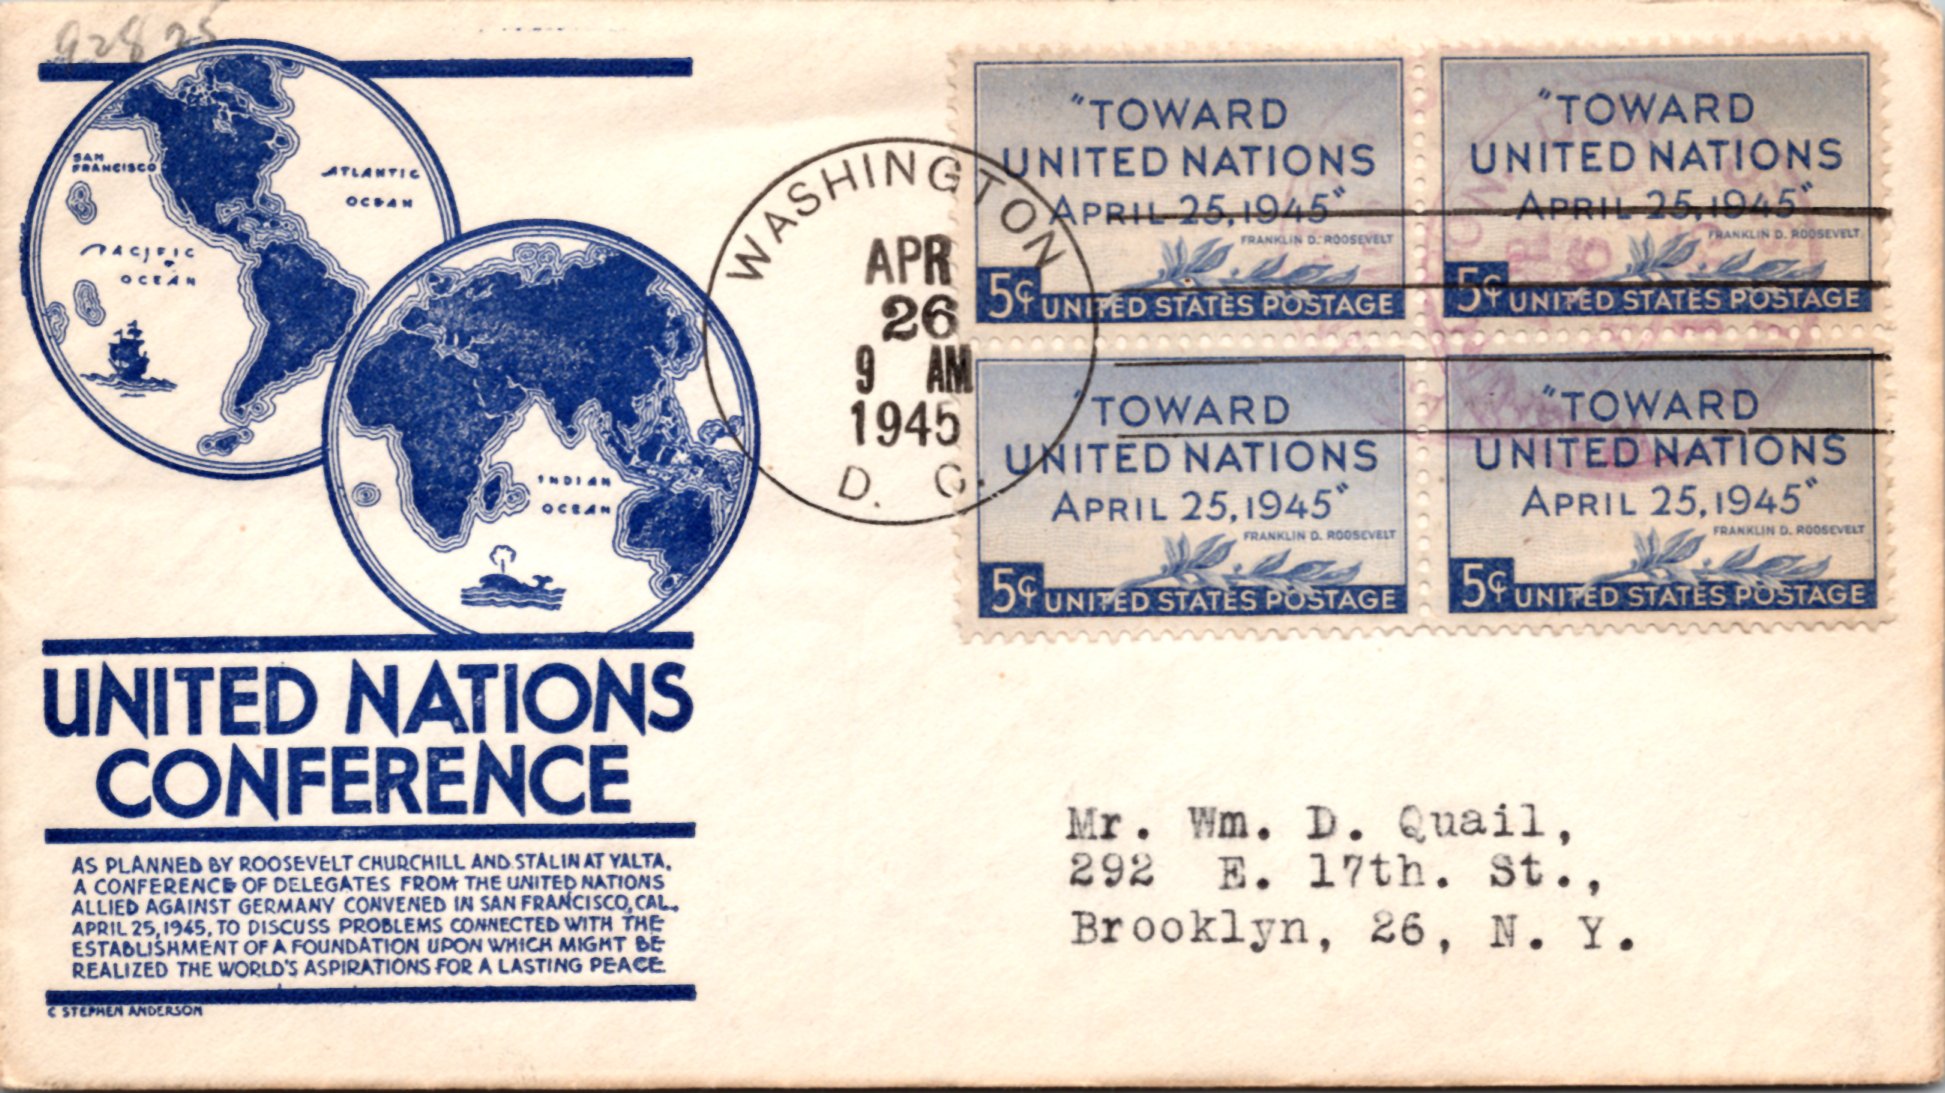 92825
SAN
FRANCISCO
ATLANTIC
OCEAN
PACIFIC
OCEAN
INDIAN
OCEAN
UNITED NATIONS
CONFERENCE
AS PLANNED BY ROOSEVELT CHURCHILL AND STALIN AT YALTA,
A CONFERENCE OF DELEGATES FROM THE UNITED NATIONS
ALLIED AGAINST GERMANY CONVENED IN SAN FRANCISCO, CAL.,
APRIL 25, 1945, TO DISCUSS PROBLEMS CONNECTED WITH THE
ESTABLISHMENT OF A FOUNDATION UPON WHICH MIGHT BE
REALIZED THE WORLD'S ASPIRATIONS FOR A LASTING PEACE
C STEPHEN ANDERSON
WASHINGTON
APR
26
9 AM
1945
D. C.
"TOWARD
UNITED NATIONS
APRIL 25, 1945"
FRANKLIN D. ROOSEVELT
5¢ UNITED STATES POSTAGE
"TOWARD
UNITED NATIONS
APRIL 25, 1945"
FRANKLIN D. ROOSEVELT
5¢ UNITED STATES POSTAGE
"TOWARD
UNITED NATIONS
APRIL 25, 1945"
FRANKLIN D. ROOSEVELT
5¢ UNITED STATES POSTAGE
"TOWARD
UNITED NATIONS
APRIL 25, 1945"
FRANKLIN D. ROOSEVELT
5¢ UNITED STATES POSTAGE
Mr. Wm. D. Quail,
292 E. 17th. St.,
Brooklyn, 26, N. Y.